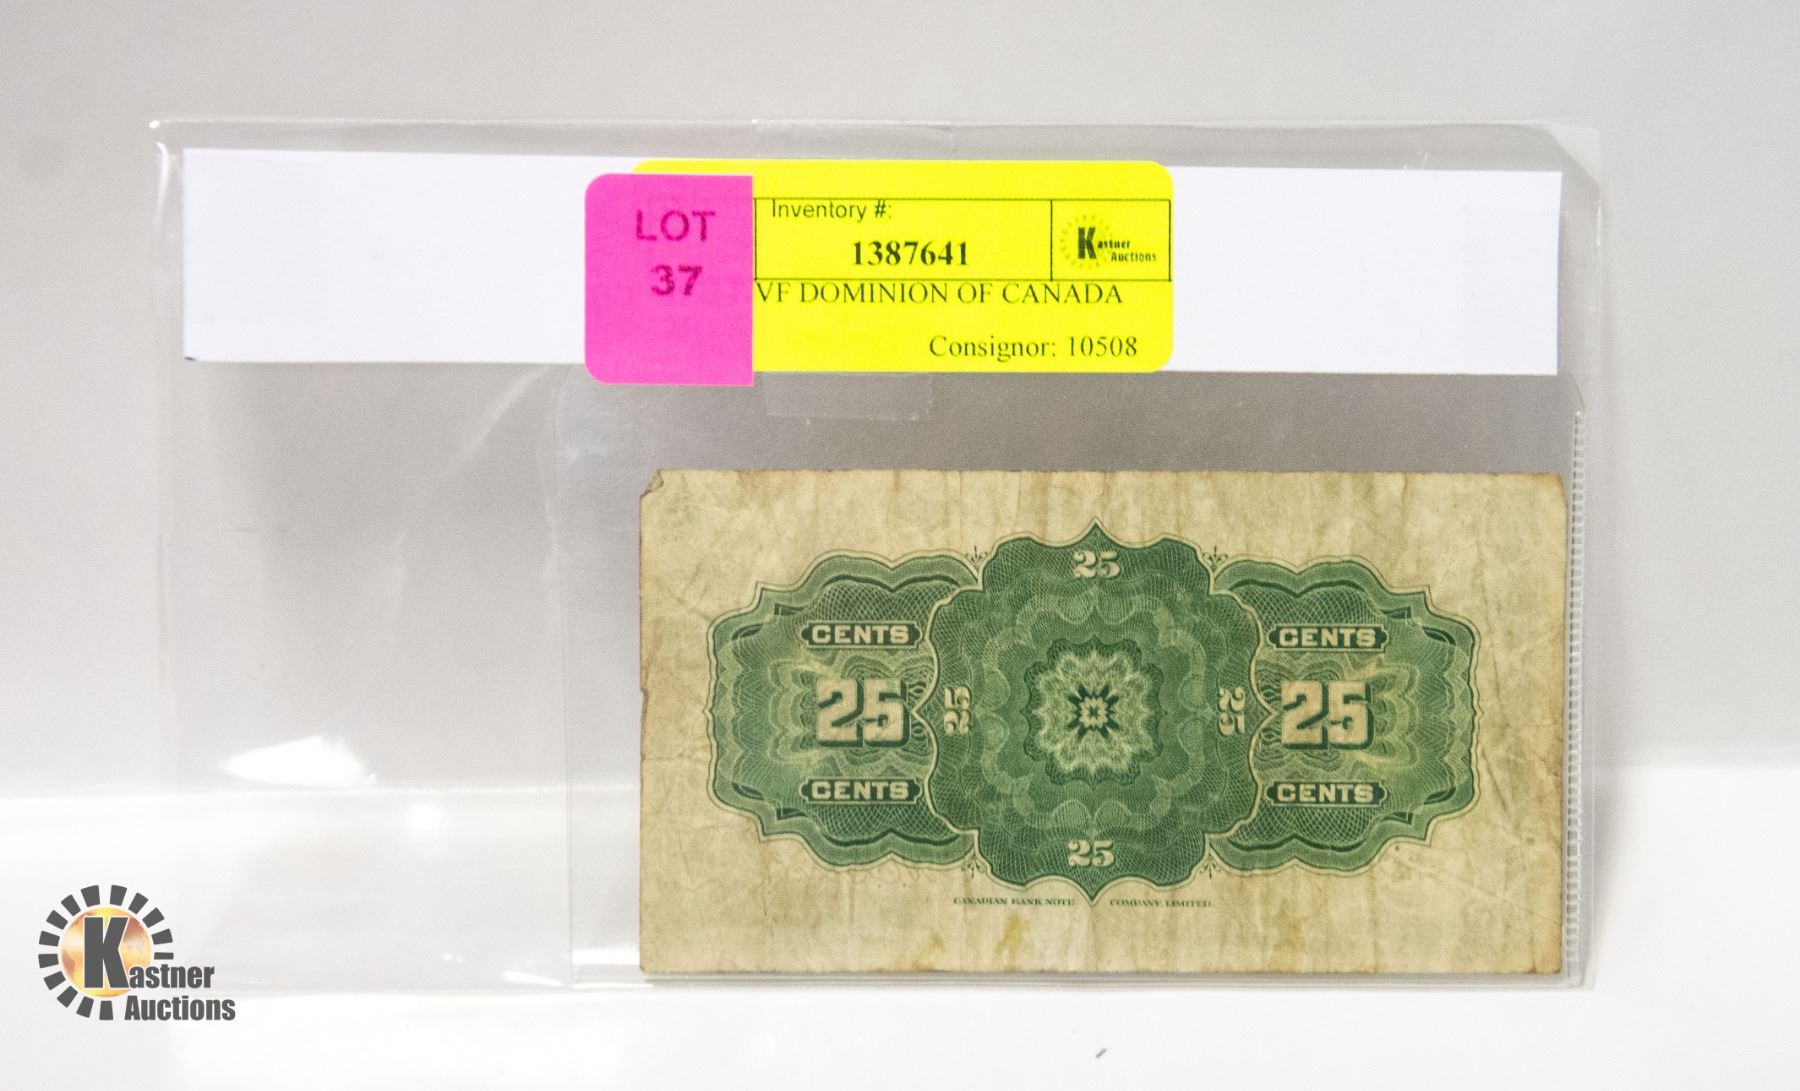 LOT
37
Inventory #:
1387641
Kastner
Auctions
VF DOMINION OF CANADA
Consignor: 10508
25
CENTS
CENTS
25
25
25
25
CENTS
CENTS
25
CANADIAN BANK NOTE COMPANY, LIMITED.
Kastner
Auctions